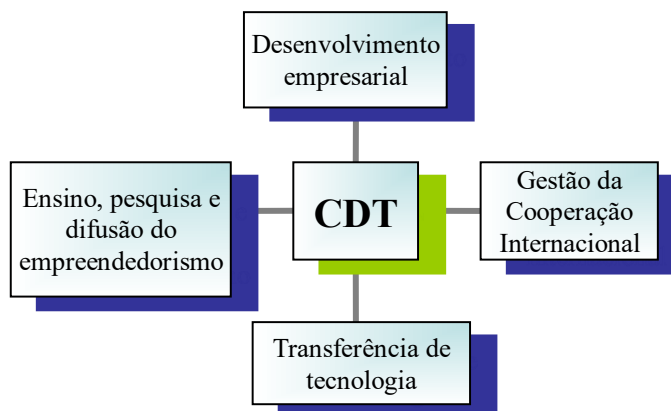 Desenvolvimento
empresarial
Ensino, pesquisa e
difusão do
empreendedorismo
CDT
Gestão da
Cooperação
Internacional
Transferência de
tecnologia